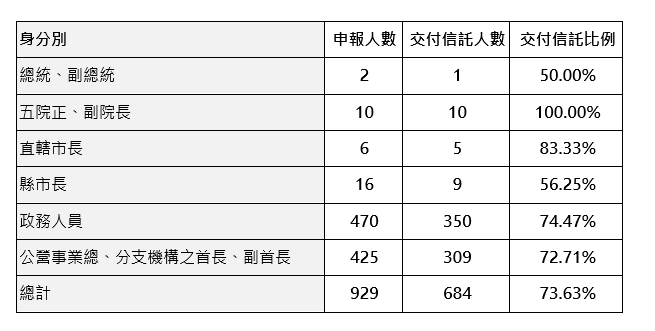 身分別 申報人數 交付信託人數 交付信託比例
總統、副總統 2 1 50.00%
五院正、副院長 10 10 100.00%
直轄市長 6 5 83.33%
縣市長 16 9 56.25%
政務人員 470 350 74.47%
公營事業總、分支機構之首長、副首長 425 309 72.71%
總計 929 684 73.63%